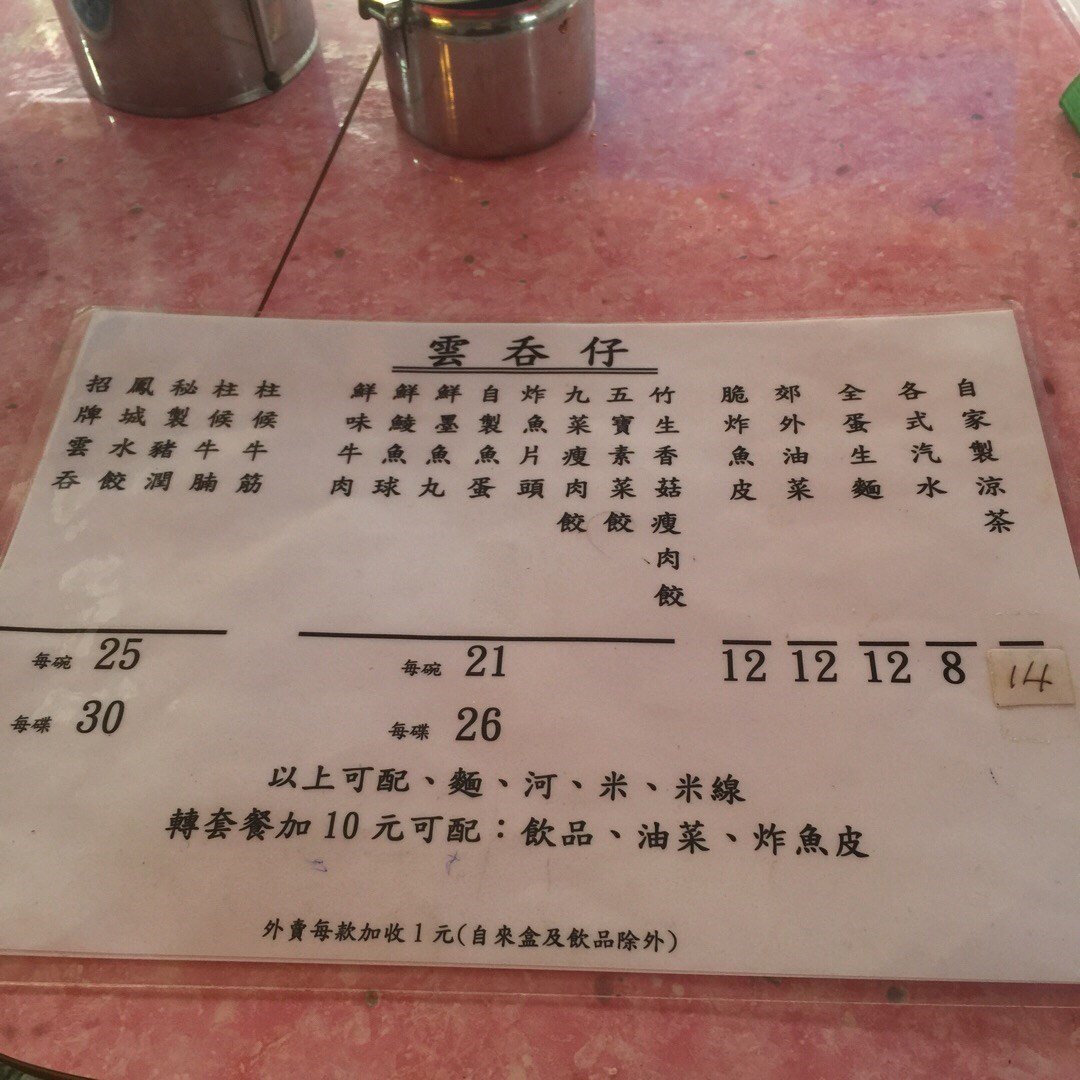 雲吞仔
招牌雲吞
鳳城水餃
秘製豬潤
柱候牛腩
柱候牛筋
每碗 25
每碟 30
鮮味牛肉
鮮鯪魚球
鮮墨魚丸
自製魚蛋
炸魚片頭
九菜瘦肉餃
五寶素菜餃
竹生香菇瘦肉餃
每碗 21
每碟 26
脆炸魚皮
12
郊外油菜
12
全蛋生麵
12
各式汽水
8
自家製涼茶
14
以上可配、麵、河、米、米線
轉套餐加10元可配：飲品、油菜、炸魚皮
外賣每款加收1元(自來盒及飲品除外)